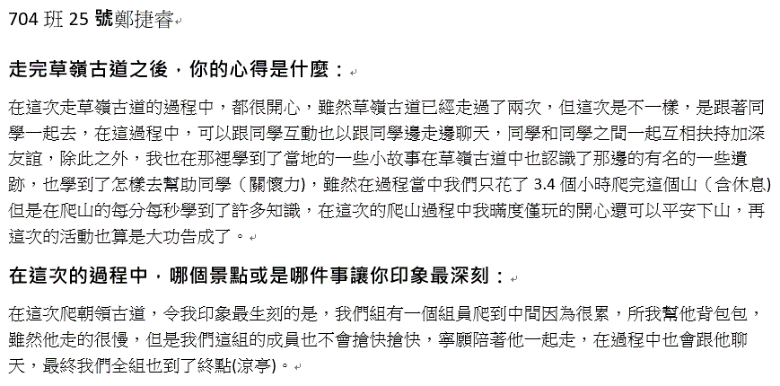 704 班 25 號鄭捷睿
走完草嶺古道之後，你的心得是什麼：
在這次走草嶺古道的過程中，都很開心，雖然草嶺古道已經走過了兩次，但這次是不一樣，是跟著同
學一起去，在這過程中，可以跟同學互動也以跟同學邊走邊聊天，同學和同學之間一起互相扶持加深
友誼，除此之外，我也在那裡學到了當地的一些小故事在草嶺古道中也認識了那邊的有名的一些遺
跡，也學到了怎樣去幫助同學（關懷力)，雖然在過程當中我們只花了 3.4 個小時爬完這個山（含休息)
但是在爬山的每分每秒學到了許多知識，在這次的爬山過程中我瞞度僅玩的開心還可以平安下山，再
這次的活動也算是大功告成了。
在這次的過程中，哪個景點或是哪件事讓你印象最深刻：
在這次爬朝領古道，令我印象最生刻的是，我們組有一個組員爬到中間因為很累，所我幫他背包包，
雖然他走的很慢，但是我們這組的成員也不會搶快搶快，寧願陪著他一起走，在過程中也會跟他聊
天，最終我們全組也到了終點(涼亭)。